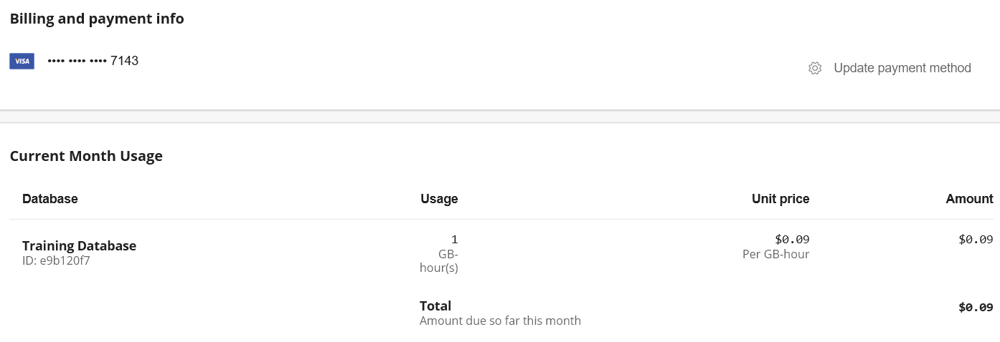 Billing and payment info
VISA •••• •••• •••• 7143
Update payment method
Current Month Usage
Database Usage Unit price Amount
Training Database 1 $0.09 $0.09
ID: e9b120f7 GB- Per GB-hour
hour(s)
Total $0.09
Amount due so far this month